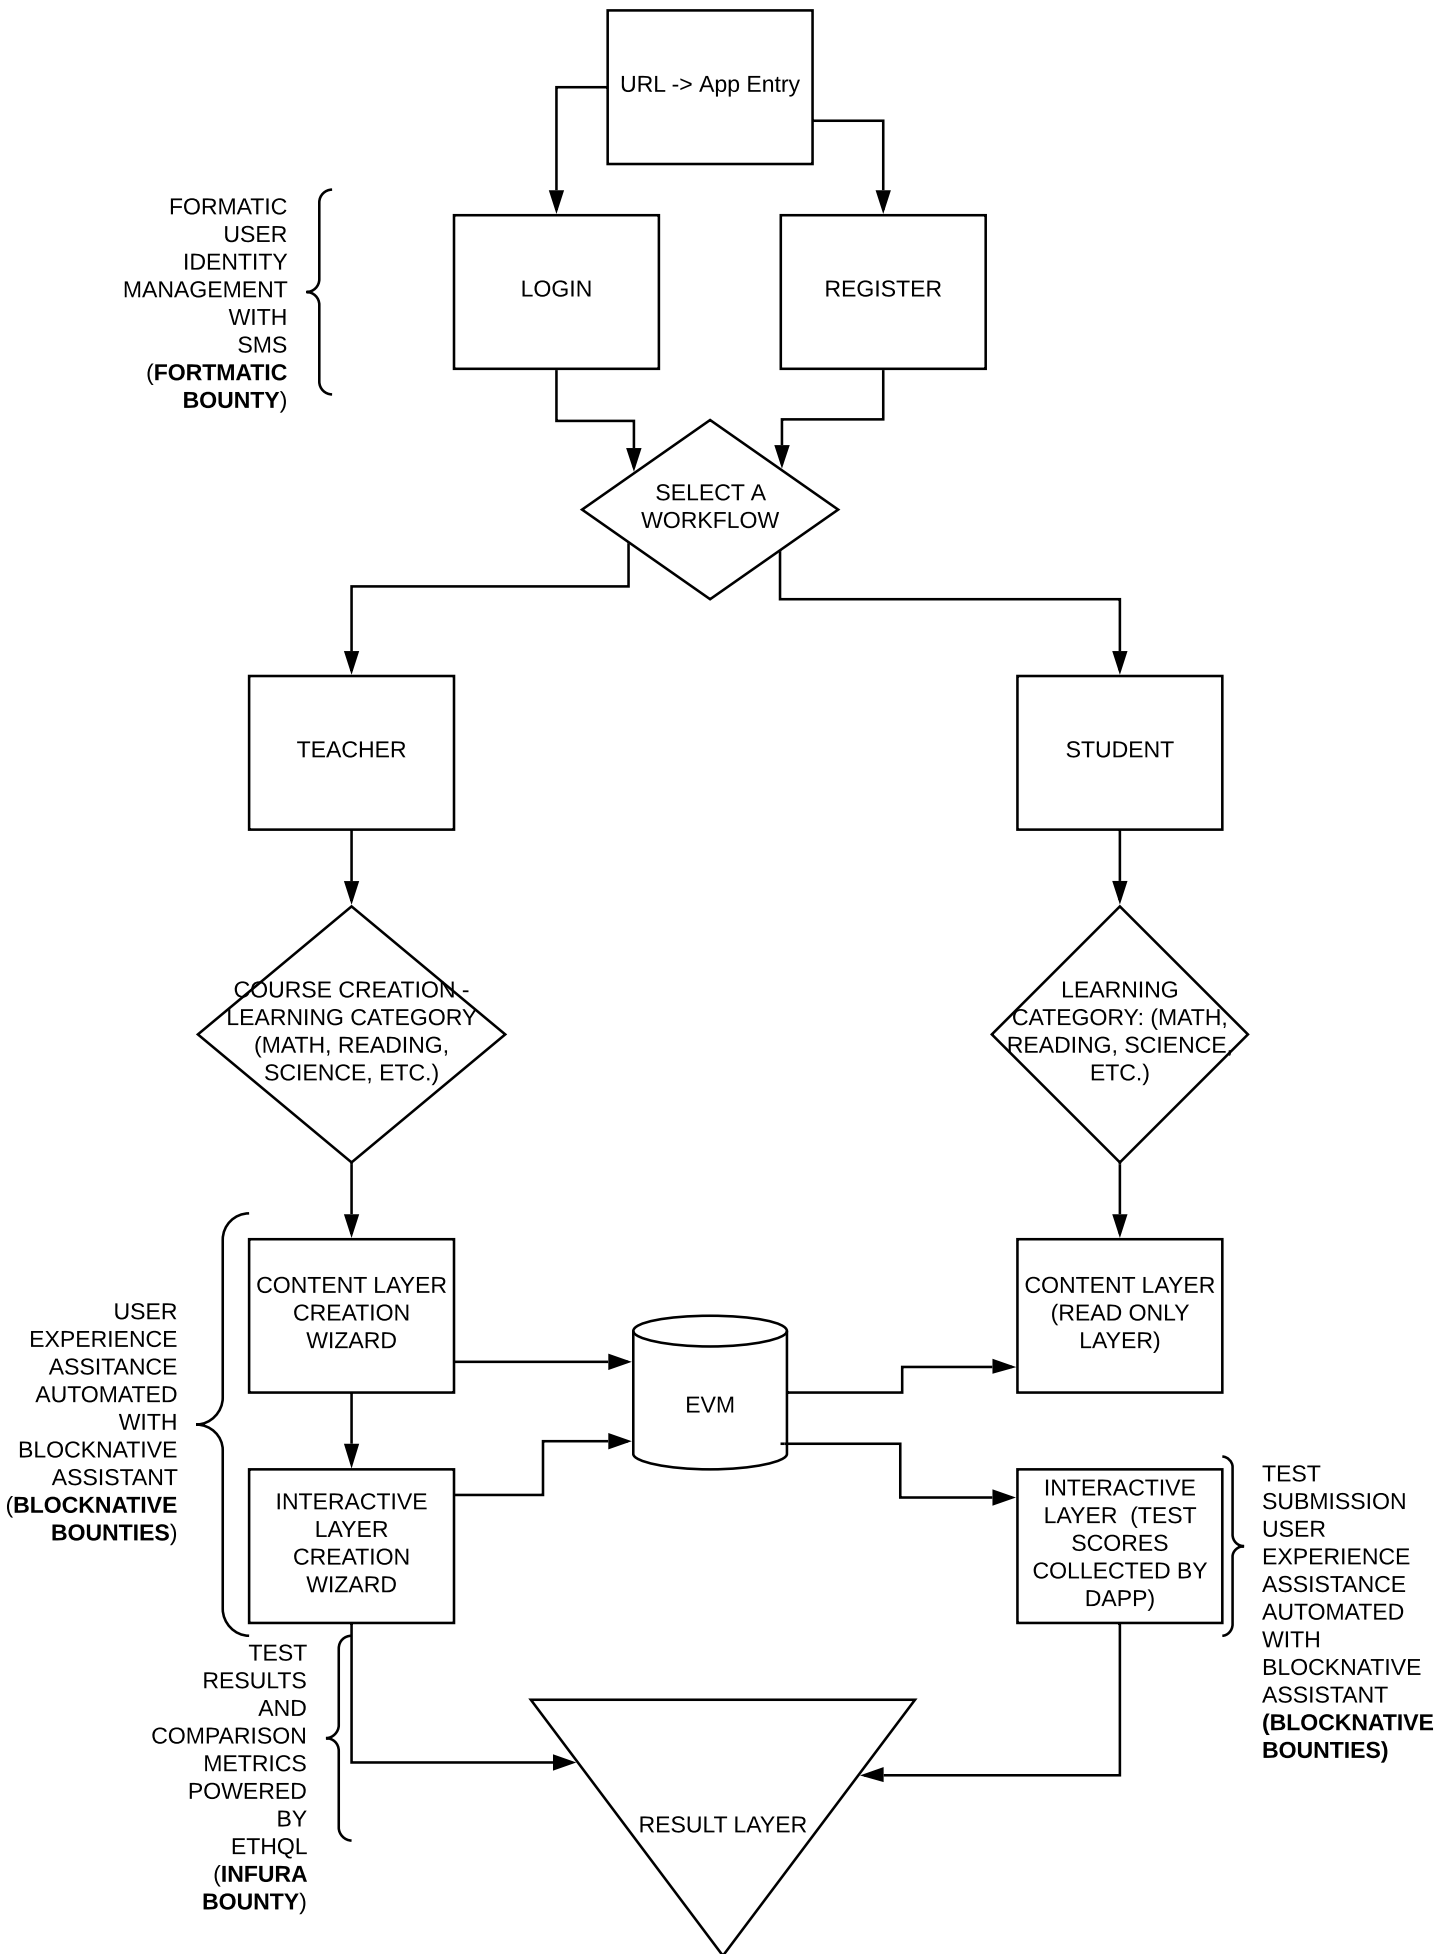 URL -> App Entry
FORMATIC
USER
IDENTITY
MANAGEMENT
WITH
SMS
(FORTMATIC
BOUNTY)
LOGIN
REGISTER
SELECT A
WORKFLOW
TEACHER
STUDENT
COURSE CREATION -
LEARNING CATEGORY
(MATH, READING,
SCIENCE, ETC.)
LEARNING
CATEGORY: (MATH,
READING, SCIENCE,
ETC.)
USER
EXPERIENCE
ASSITANCE
AUTOMATED
WITH
BLOCKNATIVE
ASSISTANT
(BLOCKNATIVE
BOUNTIES)
CONTENT LAYER
CREATION
WIZARD
EVM
CONTENT LAYER
(READ ONLY
LAYER)
INTERACTIVE
LAYER
CREATION
WIZARD
INTERACTIVE
LAYER  (TEST
SCORES
COLLECTED BY
DAPP)
TEST
SUBMISSION
USER
EXPERIENCE
ASSISTANCE
AUTOMATED
WITH
BLOCKNATIVE
ASSISTANT
(BLOCKNATIVE
BOUNTIES)
TEST
RESULTS
AND
COMPARISON
METRICS
POWERED
BY
ETHQL
(INFURA
BOUNTY)
RESULT LAYER